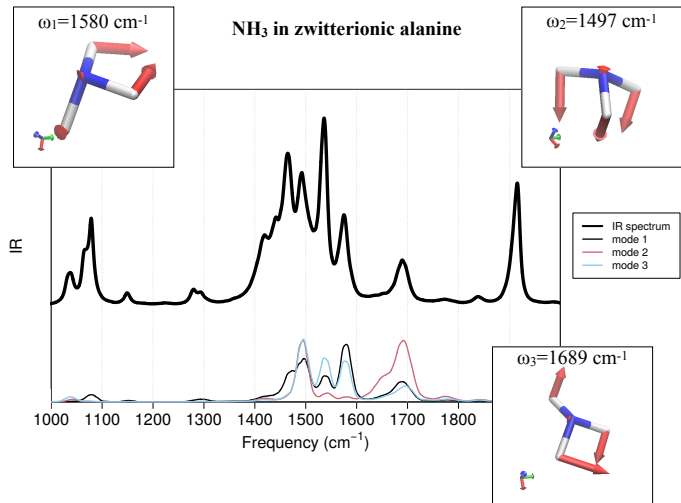 ω₁=1580 cm⁻¹
NH₃ in zwitterionic alanine
ω₂=1497 cm⁻¹
IR
IR spectrum
mode 1
mode 2
mode 3
ω₃=1689 cm⁻¹
1000 1100 1200 1300 1400 1500 1600 1700 1800
Frequency (cm⁻¹)